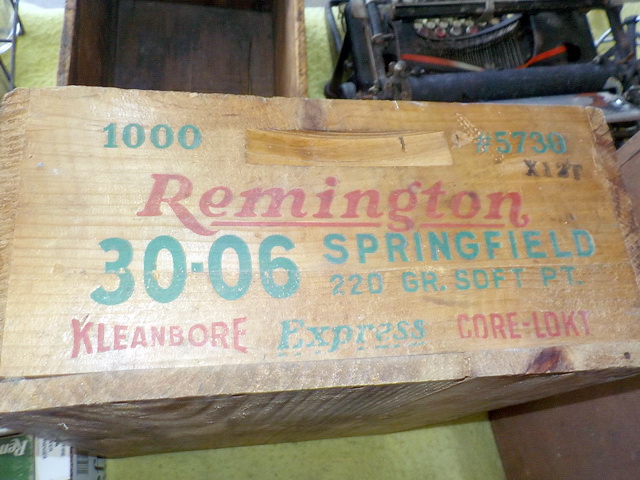 1000 #5730
X12T
Remington
30-06 SPRINGFIELD
220 GR. SOFT PT.
KLEANBORE Express CORE-LOKT